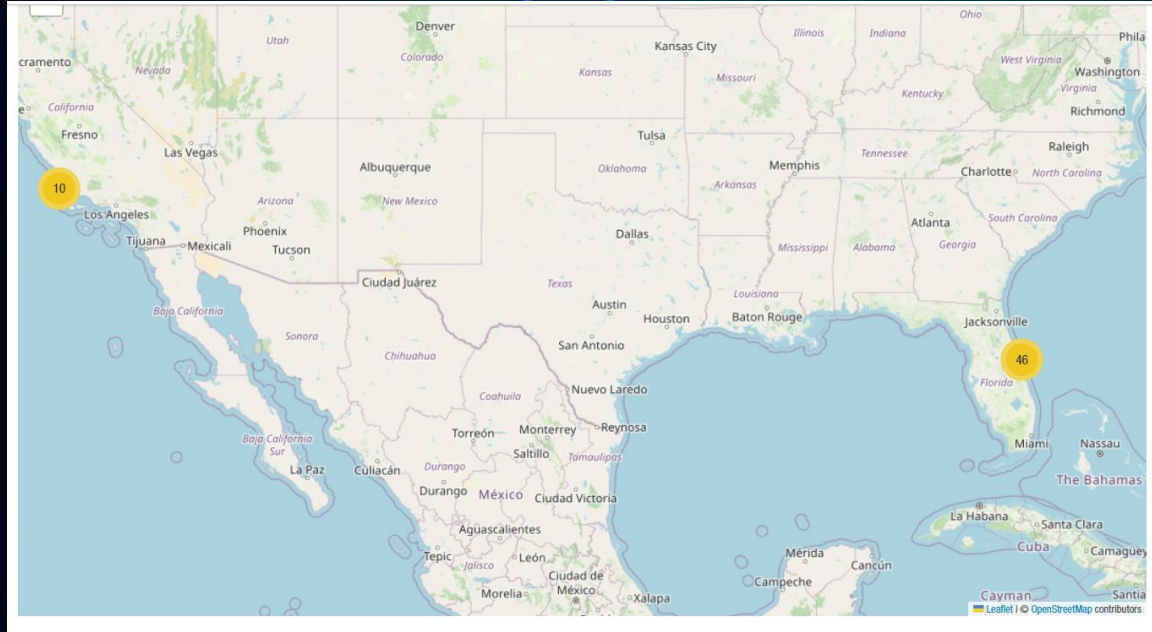 Denver
Ohio
Utah
Illinois
Indiana
Kansas City
Phila
cramento
Colorado
West Virginia
Nevada
Kansas
Missouri
Washington
Virginia
California
Kentucky
Richmond
e
Fresno
Tulsa
Las Vegas
Raleigh
Albuquerque
Memphis
Tennessee
Oklahoma
Charlotte
North Carolina
10
Arkansas
Arizona
New Mexico
Los Angeles
South Carolina
Atlanta
Phoenix
Dallas
Tijuana
Mexicali
Tucson
Mississippi
Alabama
Georgia
Ciudad Juárez
Texas
Louisiana
Austin
Baja California
Houston
Baton Rouge
Jacksonville
Sonora
San Antonio
Chihuahua
46
Florida
Nuevo Laredo
Coahuila
Reynosa
Torreón
Monterrey
Baja California
Sur
Miami
Nassau
Saltillo
Tamaulipas
La Paz
Culiacán
Durango
The Bahamas
Durango
México
Ciudad Victoria
La Habana
Santa Clara
Aguascalientes
Cuba
Camagüey
Tepic
León
Mérida
Jalisco
Cancún
Ciudad de
México
Campeche
Morelia
Xalapa
Cayman
Santia
Leaflet | © OpenStreetMap contributors